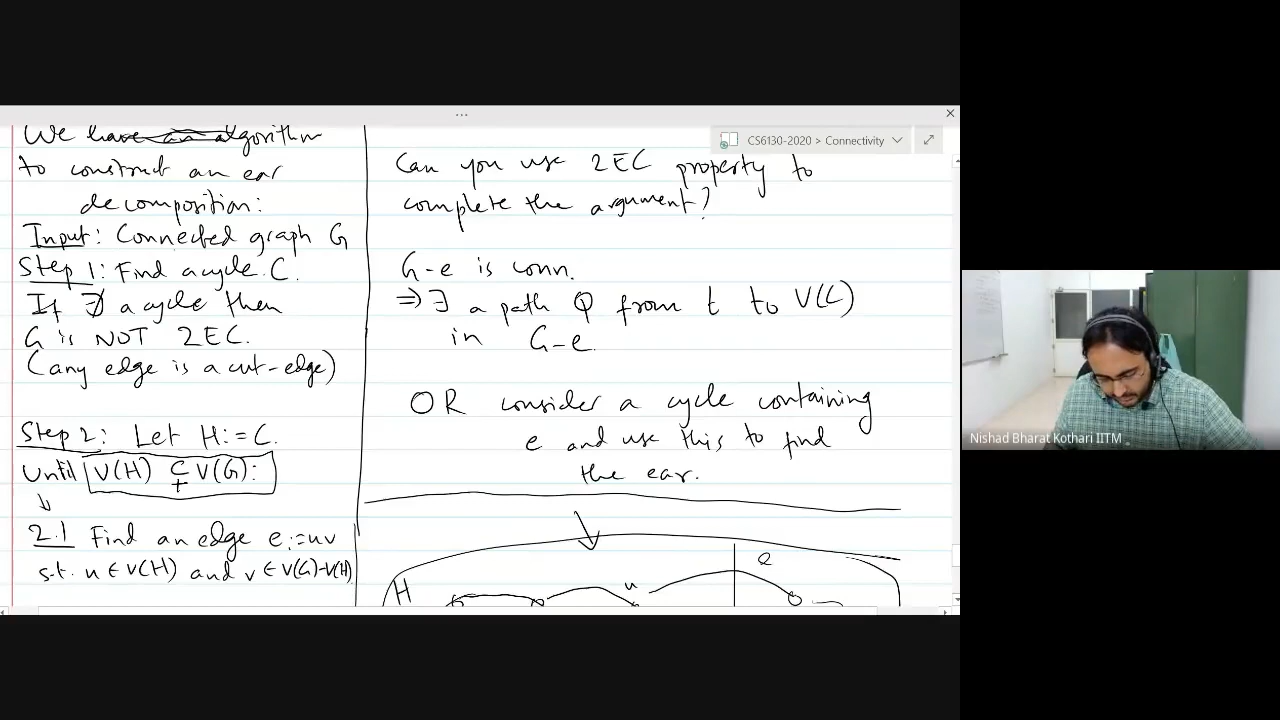 We have an algorithm
to construct an ear
decomposition:
Input: Connected graph G
Step 1: Find a cycle C.
If ∄ a cycle then
G is NOT 2EC.
(any edge is a cut-edge)
Step 2: Let H:=C.
Until V(H) ⊊ V(G):
2.1 Find an edge e:=uv
s.t. u ∈ V(H) and v ∈ V(G)-V(H)
CS6130-2020 > Connectivity
Can you use 2EC property to
complete the argument?
G-e is conn.
⇒ ∃ a path Q from t to V(C)
in G-e.
OR consider a cycle containing
e and use this to find
the ear.
e
H
u
Nishad Bharat Kothari IITM